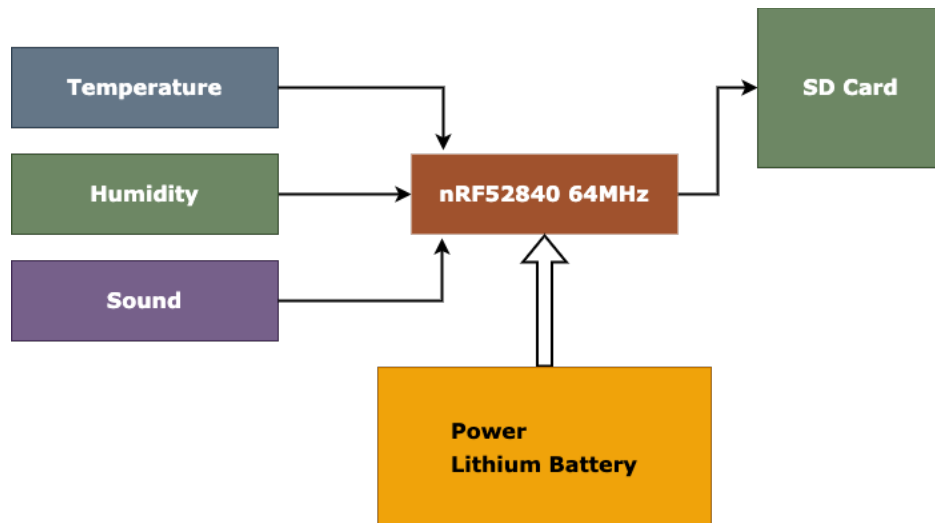 Temperature
SD Card
Humidity
nRF52840 64MHz
Sound
Power
Lithium Battery